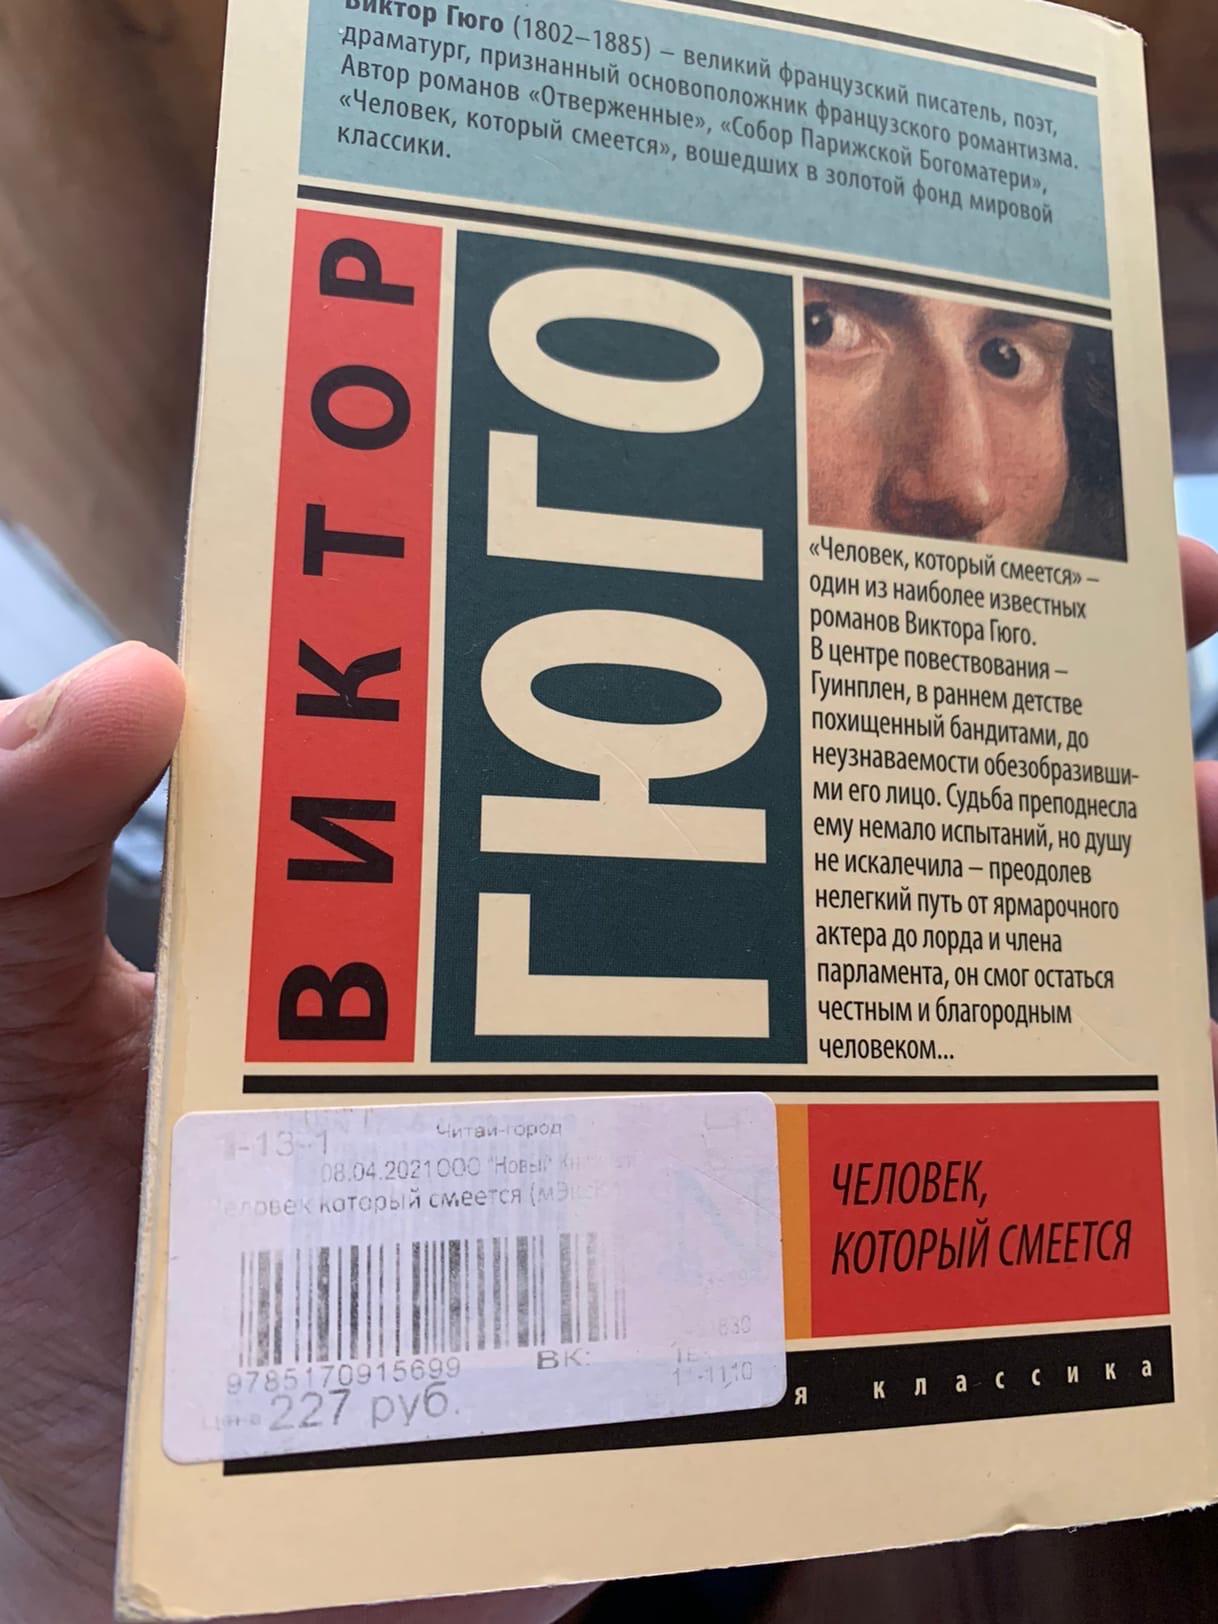 Виктор Гюго (1802–1885) – великий французский писатель, поэт,
драматург, признанный основоположник французского романтизма.
Автор романов «Отверженные», «Собор Парижской Богоматери»,
«Человек, который смеется», вошедших в золотой фонд мировой
классики.
ВИКТОР
ГЮГО
«Человек, который смеется» –
один из наиболее известных
романов Виктора Гюго.
В центре повествования –
Гуинплен, в раннем детстве
похищенный бандитами, до
неузнаваемости обезобразивши-
ми его лицо. Судьба преподнесла
ему немало испытаний, но душу
не искалечила – преодолев
нелегкий путь от ярмарочного
актера до лорда и члена
парламента, он смог остаться
честным и благородным
человеком...
ЧЕЛОВЕК,
КОТОРЫЙ СМЕЕТСЯ
я классика
Читай-город
08.04.2021 ООО "Новый
Человек который смеется
9785170915699
ВК:
Цена 227 руб.